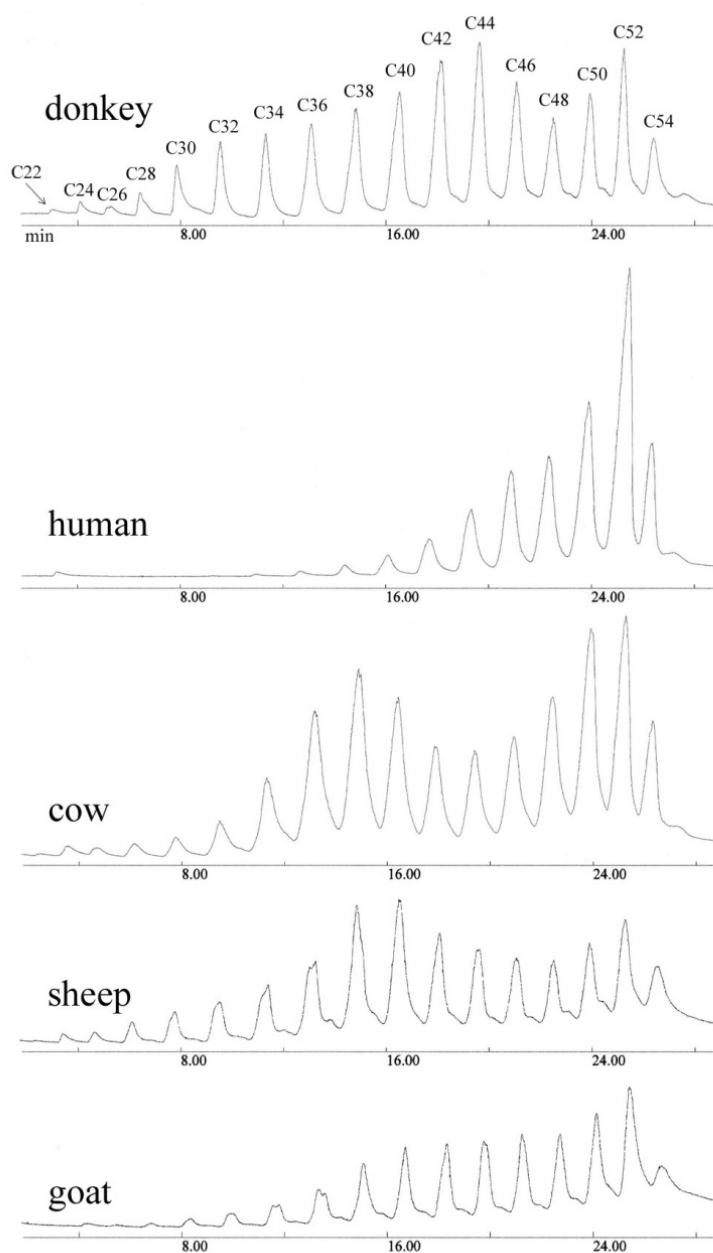 C52
C44
C42
C46
C50
C40
C38
C48
C36
donkey
C34
C54
C32
C30
C28
C22
C24
C26
min
8.00
16.00
24.00
human
8.00
16.00
24.00
cow
8.00
16.00
24.00
sheep
8.00
16.00
24.00
goat
8.00
16.00
24.00